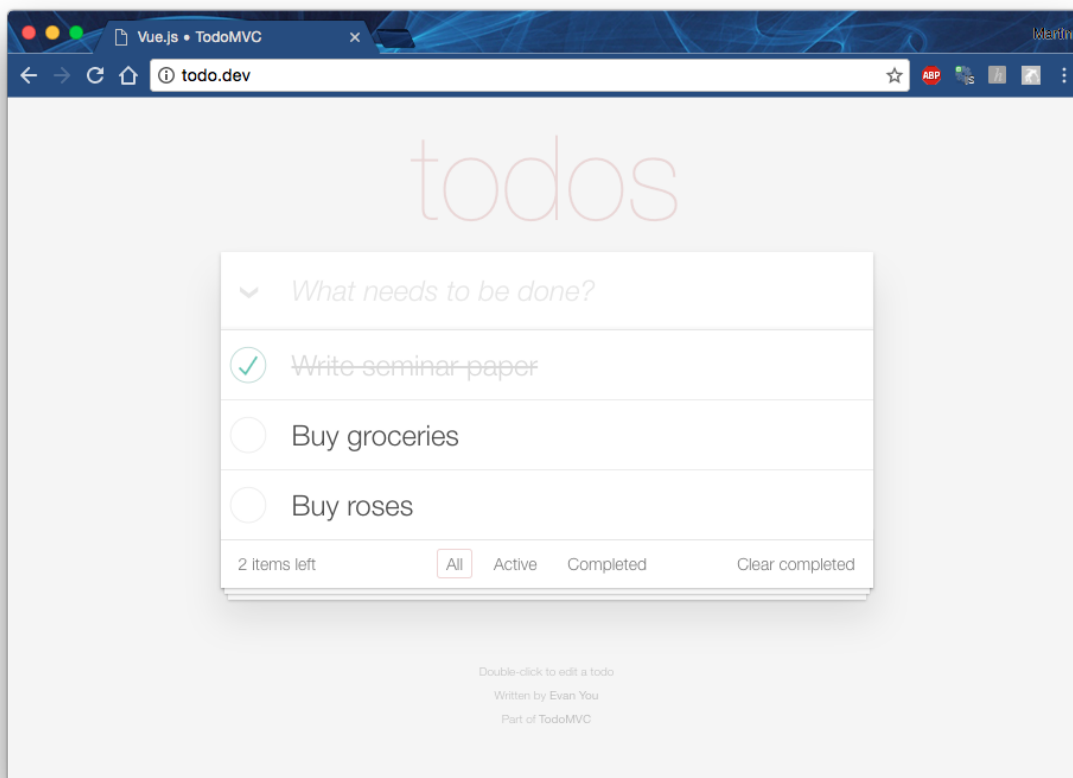 Vue.js • TodoMVC
Martin
todo.dev
ABP
todos
What needs to be done?
Write seminar paper
Buy groceries
Buy roses
2 items left All Active Completed Clear completed
Double-click to edit a todo
Written by Evan You
Part of TodoMVC